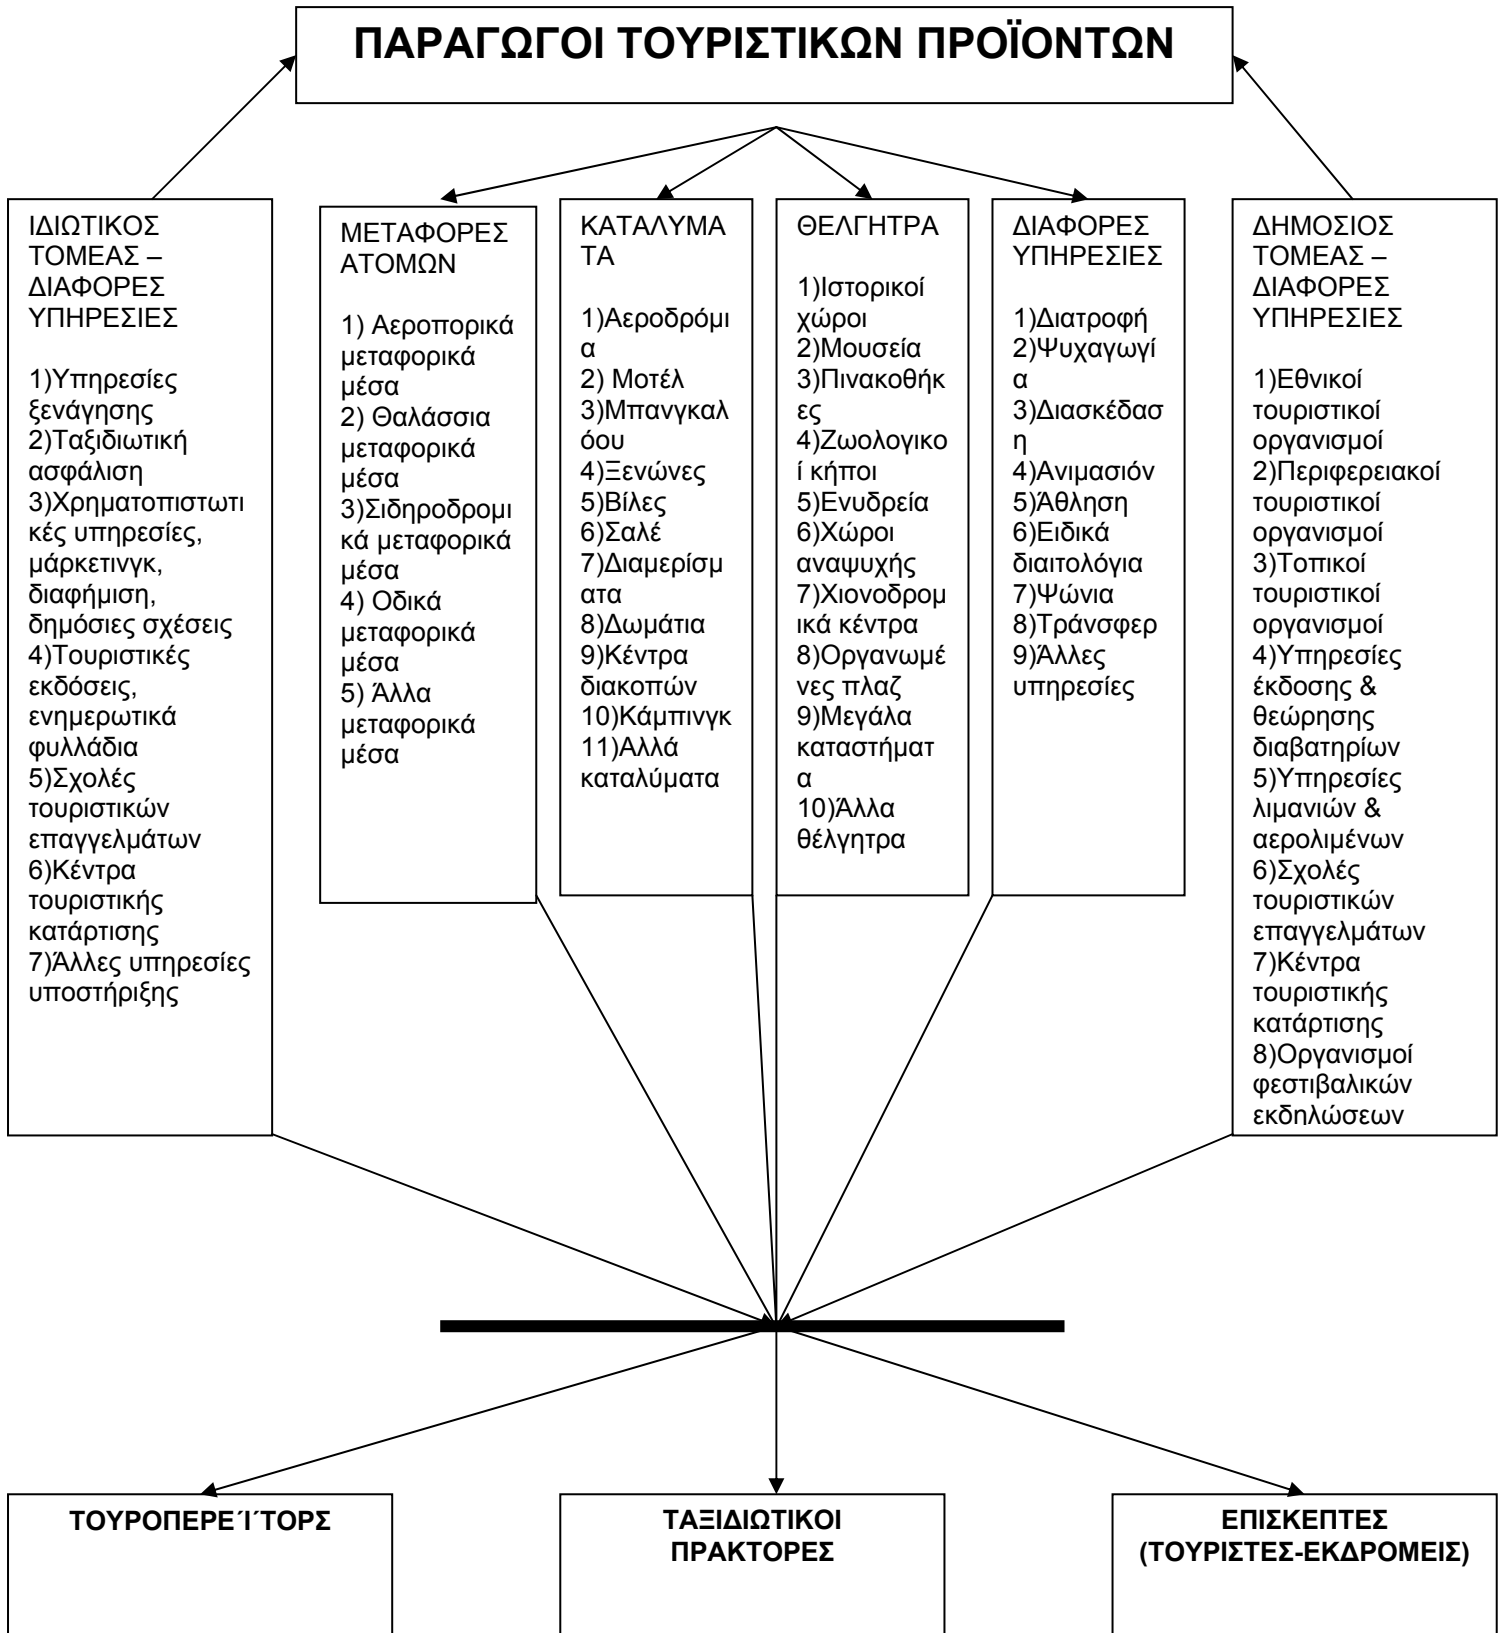 ΠΑΡΑΓΩΓΟΙ ΤΟΥΡΙΣΤΙΚΩΝ ΠΡΟΪΟΝΤΩΝ
ΙΔΙΩΤΙΚΟΣ
ΤΟΜΕΑΣ –
ΔΙΑΦΟΡΕΣ
ΥΠΗΡΕΣΙΕΣ
1)Υπηρεσίες
ξενάγησης
2)Ταξιδιωτική
ασφάλιση
3)Χρηματοπιστωτι
κές υπηρεσίες,
μάρκετινγκ,
διαφήμιση,
δημόσιες σχέσεις
4)Τουριστικές
εκδόσεις,
ενημερωτικά
φυλλάδια
5)Σχολές
τουριστικών
επαγγελμάτων
6)Κέντρα
τουριστικής
κατάρτισης
7)Άλλες υπηρεσίες
υποστήριξης
ΜΕΤΑΦΟΡΕΣ
ΑΤΟΜΩΝ
1) Αεροπορικά
μεταφορικά
μέσα
2) Θαλάσσια
μεταφορικά
μέσα
3)Σιδηροδρομι
κά μεταφορικά
μέσα
4) Οδικά
μεταφορικά
μέσα
5) Άλλα
μεταφορικά
μέσα
ΚΑΤΑΛΥΜΑ
ΤΑ
1)Αεροδρόμι
α
2) Μοτέλ
3)Μπανγκαλ
όου
4)Ξενώνες
5)Βίλες
6)Σαλέ
7)Διαμερίσμ
ατα
8)Δωμάτια
9)Κέντρα
διακοπών
10)Κάμπινγκ
11)Αλλά
καταλύματα
ΘΕΛΓΗΤΡΑ
1)Ιστορικοί
χώροι
2)Μουσεία
3)Πινακοθήκ
ες
4)Ζωολογικο
ί κήποι
5)Ενυδρεία
6)Χώροι
αναψυχής
7)Χιονοδρομ
ικά κέντρα
8)Οργανωμέ
νες πλαζ
9)Μεγάλα
καταστήματ
α
10)Άλλα
θέλγητρα
ΔΙΑΦΟΡΕΣ
ΥΠΗΡΕΣΙΕΣ
1)Διατροφή
2)Ψυχαγωγί
α
3)Διασκέδασ
η
4)Ανιμασιόν
5)Άθληση
6)Ειδικά
διαιτολόγια
7)Ψώνια
8)Τράνσφερ
9)Άλλες
υπηρεσίες
ΔΗΜΟΣΙΟΣ
ΤΟΜΕΑΣ –
ΔΙΑΦΟΡΕΣ
ΥΠΗΡΕΣΙΕΣ
1)Εθνικοί
τουριστικοί
οργανισμοί
2)Περιφερειακοί
τουριστικοί
οργανισμοί
3)Τοπικοί
τουριστικοί
οργανισμοί
4)Υπηρεσίες
έκδοσης &
θεώρησης
διαβατηρίων
5)Υπηρεσίες
λιμανιών &
αερολιμένων
6)Σχολές
τουριστικών
επαγγελμάτων
7)Κέντρα
τουριστικής
κατάρτισης
8)Οργανισμοί
φεστιβαλικών
εκδηλώσεων
ΤΟΥΡΟΠΕΡΕΊ΄ΤΟΡΣ
ΤΑΞΙΔΙΩΤΙΚΟΙ
ΠΡΑΚΤΟΡΕΣ
ΕΠΙΣΚΕΠΤΕΣ
(ΤΟΥΡΙΣΤΕΣ-ΕΚΔΡΟΜΕΙΣ)